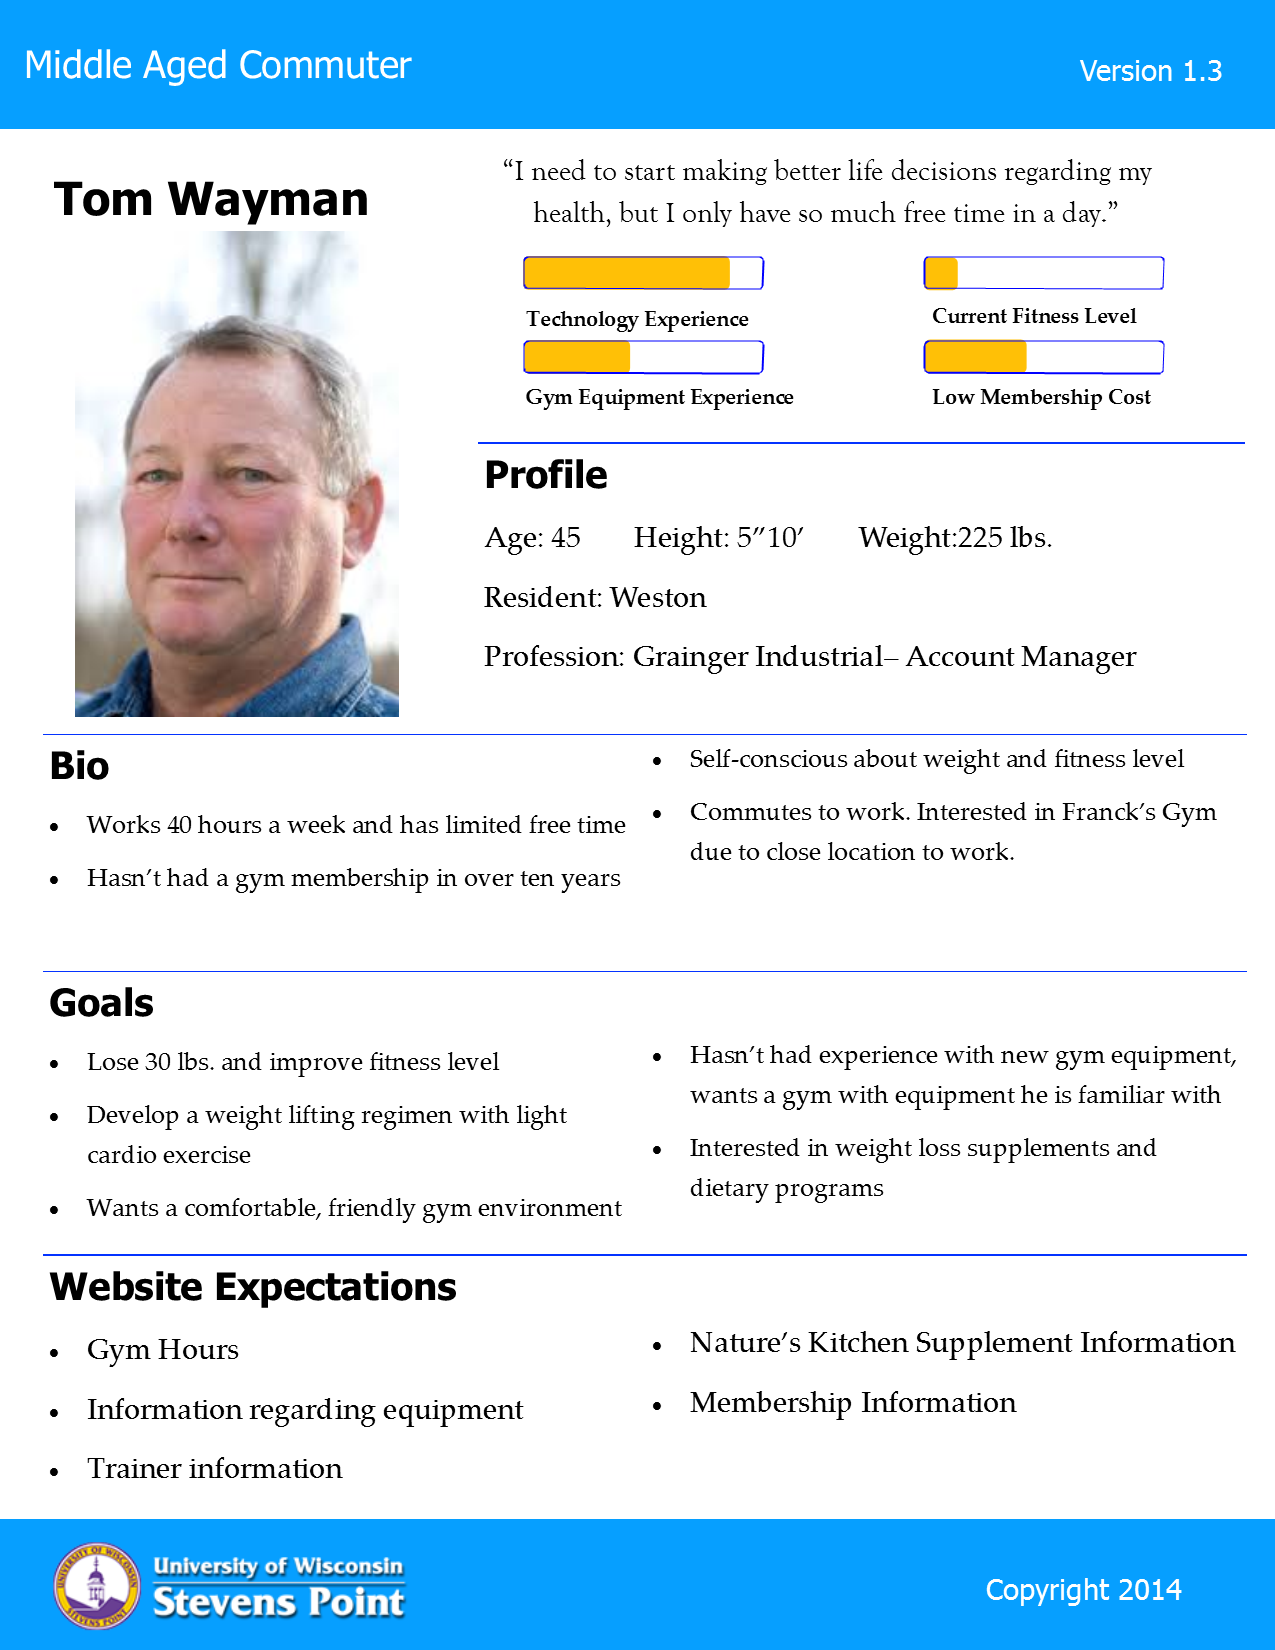 Middle Aged Commuter
Version 1.3
Tom Wayman
“I need to start making better life decisions regarding my
health, but I only have so much free time in a day.”
Technology Experience
Current Fitness Level
Gym Equipment Experience
Low Membership Cost
Profile
Age: 45 Height: 5”10’ Weight:225 lbs.
Resident: Weston
Profession: Grainger Industrial– Account Manager
Bio
• Works 40 hours a week and has limited free time
• Hasn’t had a gym membership in over ten years
• Self-conscious about weight and fitness level
• Commutes to work. Interested in Franck’s Gym
due to close location to work.
Goals
• Lose 30 lbs. and improve fitness level
• Develop a weight lifting regimen with light
cardio exercise
• Wants a comfortable, friendly gym environment
• Hasn’t had experience with new gym equipment,
wants a gym with equipment he is familiar with
• Interested in weight loss supplements and
dietary programs
Website Expectations
• Gym Hours
• Information regarding equipment
• Trainer information
• Nature’s Kitchen Supplement Information
• Membership Information
UNIVERSITY OF WISCONSIN
STEVENS POINT
University of Wisconsin
Stevens Point
Copyright 2014